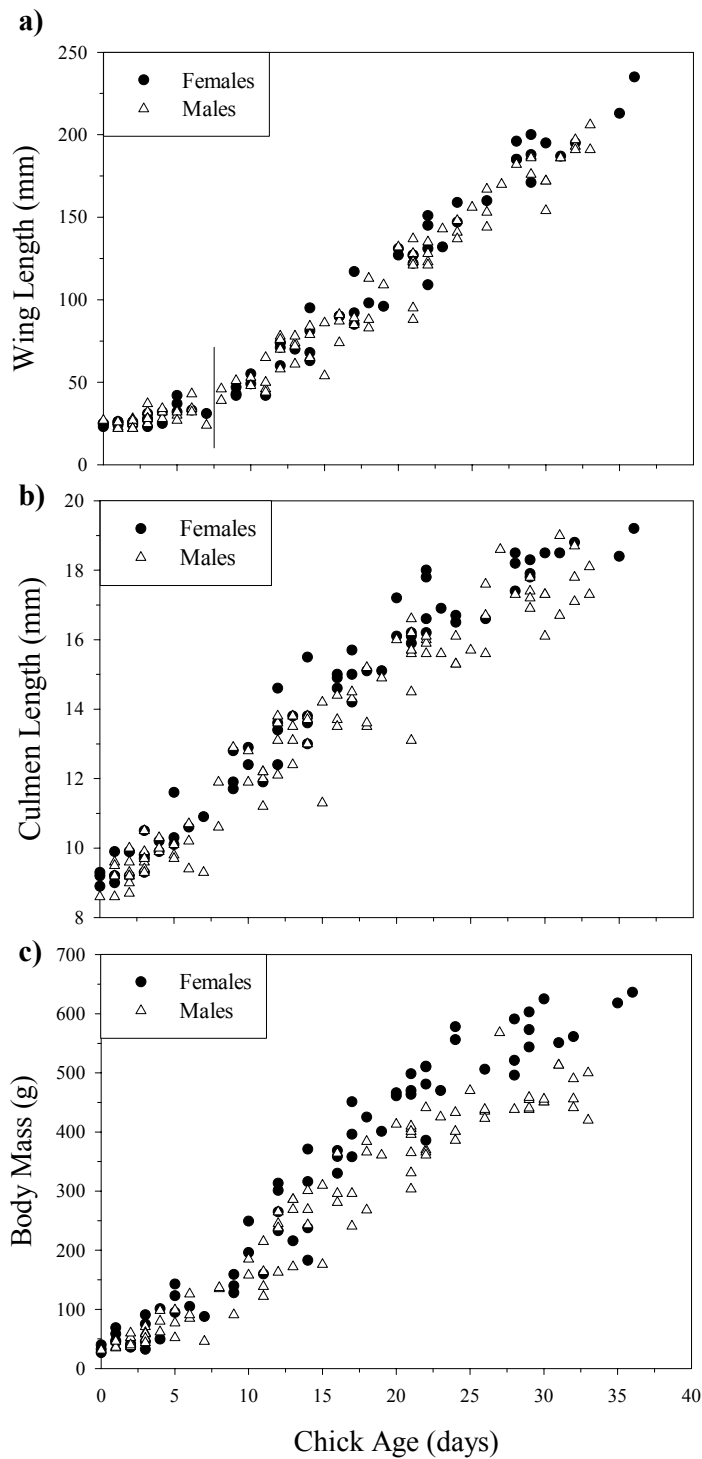 a)
250
200
150
100
50
0
Wing Length (mm)
Females
Males
b)
20
18
16
14
12
10
8
Culmen Length (mm)
Females
Males
c)
700
600
500
400
300
200
100
0
Body Mass (g)
Females
Males
0 5 10 15 20 25 30 35 40
Chick Age (days)